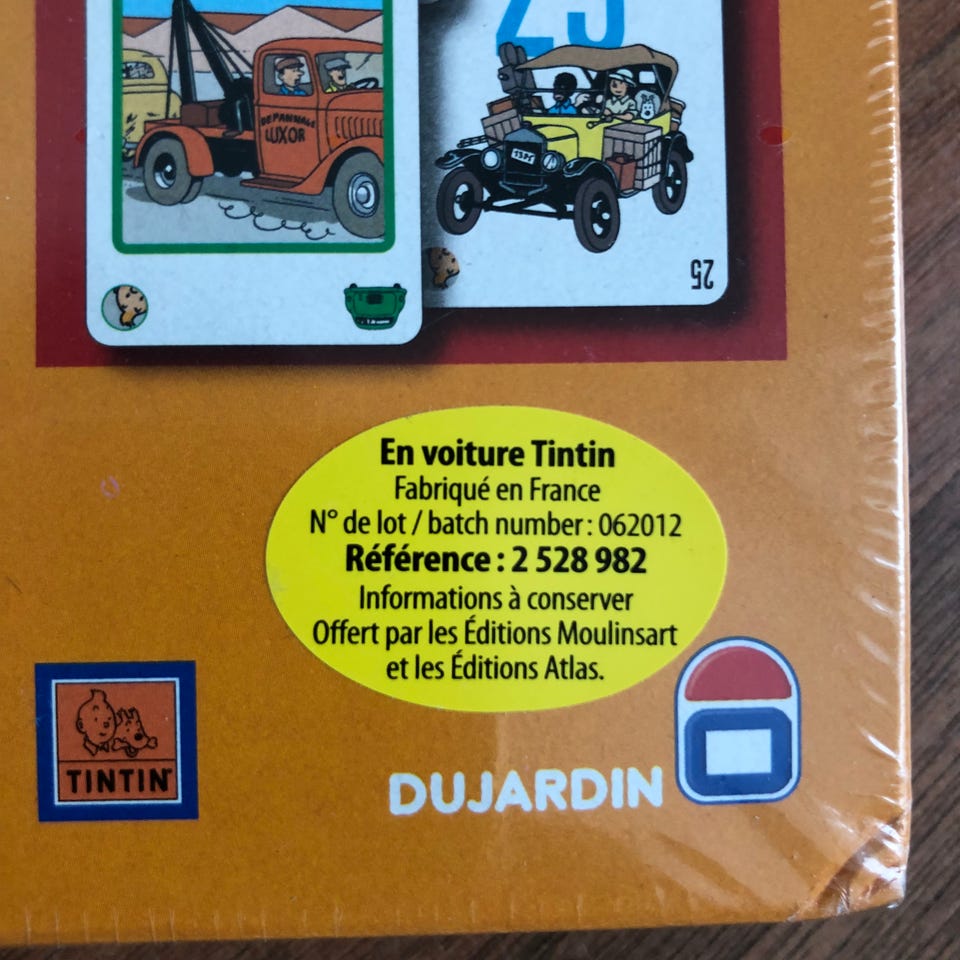 25
DEPANNAGE
LUXOR
25
En voiture Tintin
Fabriqué en France
N° de lot / batch number : 062012
Référence : 2 528 982
Informations à conserver
Offert par les Éditions Moulinsart
et les Éditions Atlas.
TINTIN
DUJARDIN